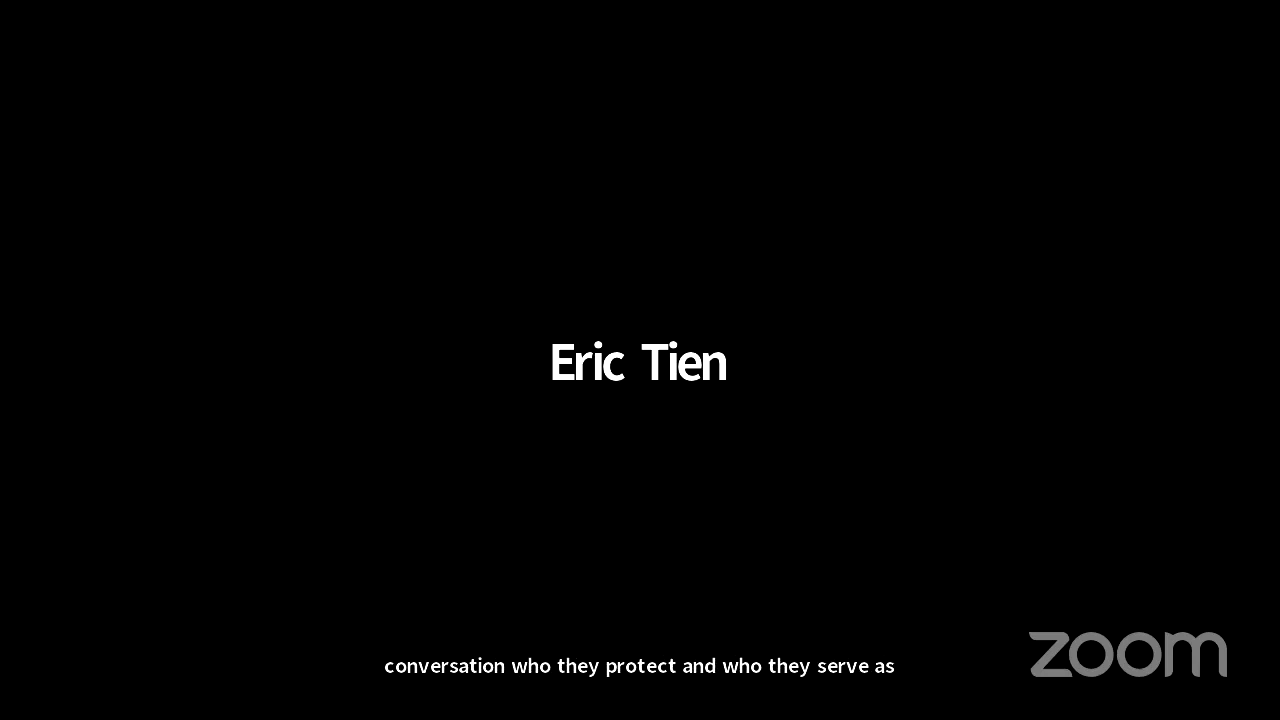 Eric Tien
conversation who they protect and who they serve as
zoom